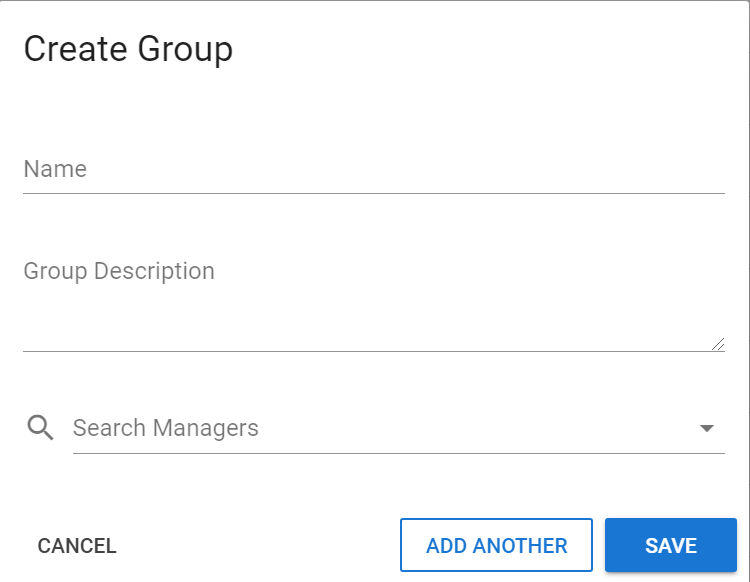 Create Group
Name
Group Description
Search Managers
CANCEL ADD ANOTHER SAVE